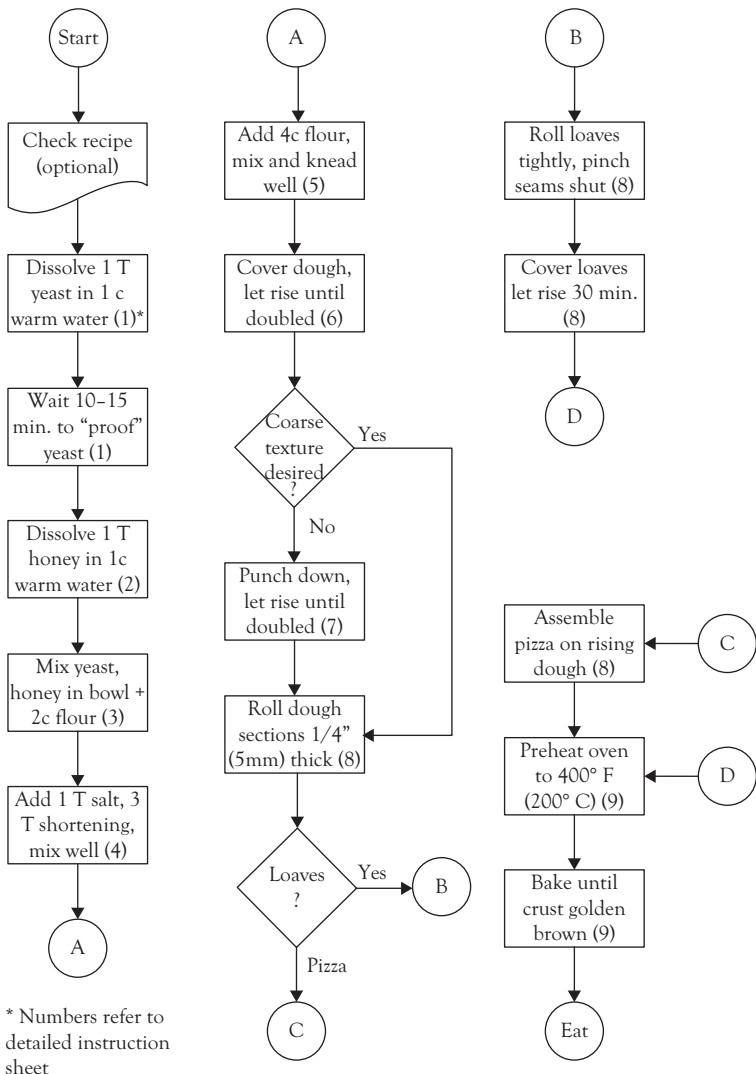 Start
Check recipe
(optional)
Dissolve 1 T
yeast in 1 c
warm water (1)*
Wait 10–15
min. to “proof”
yeast (1)
Dissolve 1 T
honey in 1c
warm water (2)
Mix yeast,
honey in bowl +
2c flour (3)
Add 1 T salt, 3
T shortening,
mix well (4)
A
* Numbers refer to
detailed instruction
sheet
A
Add 4c flour,
mix and knead
well (5)
Cover dough,
let rise until
doubled (6)
Coarse
texture
desired
?
Yes
No
Punch down,
let rise until
doubled (7)
Roll dough
sections 1/4”
(5mm) thick (8)
Loaves
?
Yes
B
Pizza
C
B
Roll loaves
tightly, pinch
seams shut (8)
Cover loaves
let rise 30 min.
(8)
D
Assemble
pizza on rising
dough (8)
C
Preheat oven
to 400° F
(200° C) (9)
D
Bake until
crust golden
brown (9)
Eat